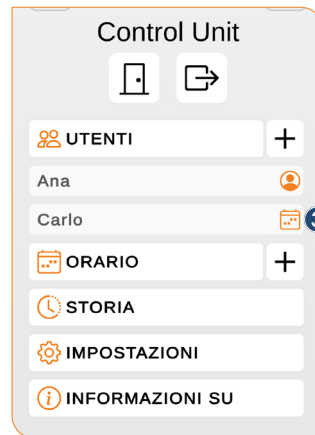 Control Unit
UTENTI
Ana
Carlo
ORARIO
STORIA
IMPOSTAZIONI
INFORMAZIONI SU